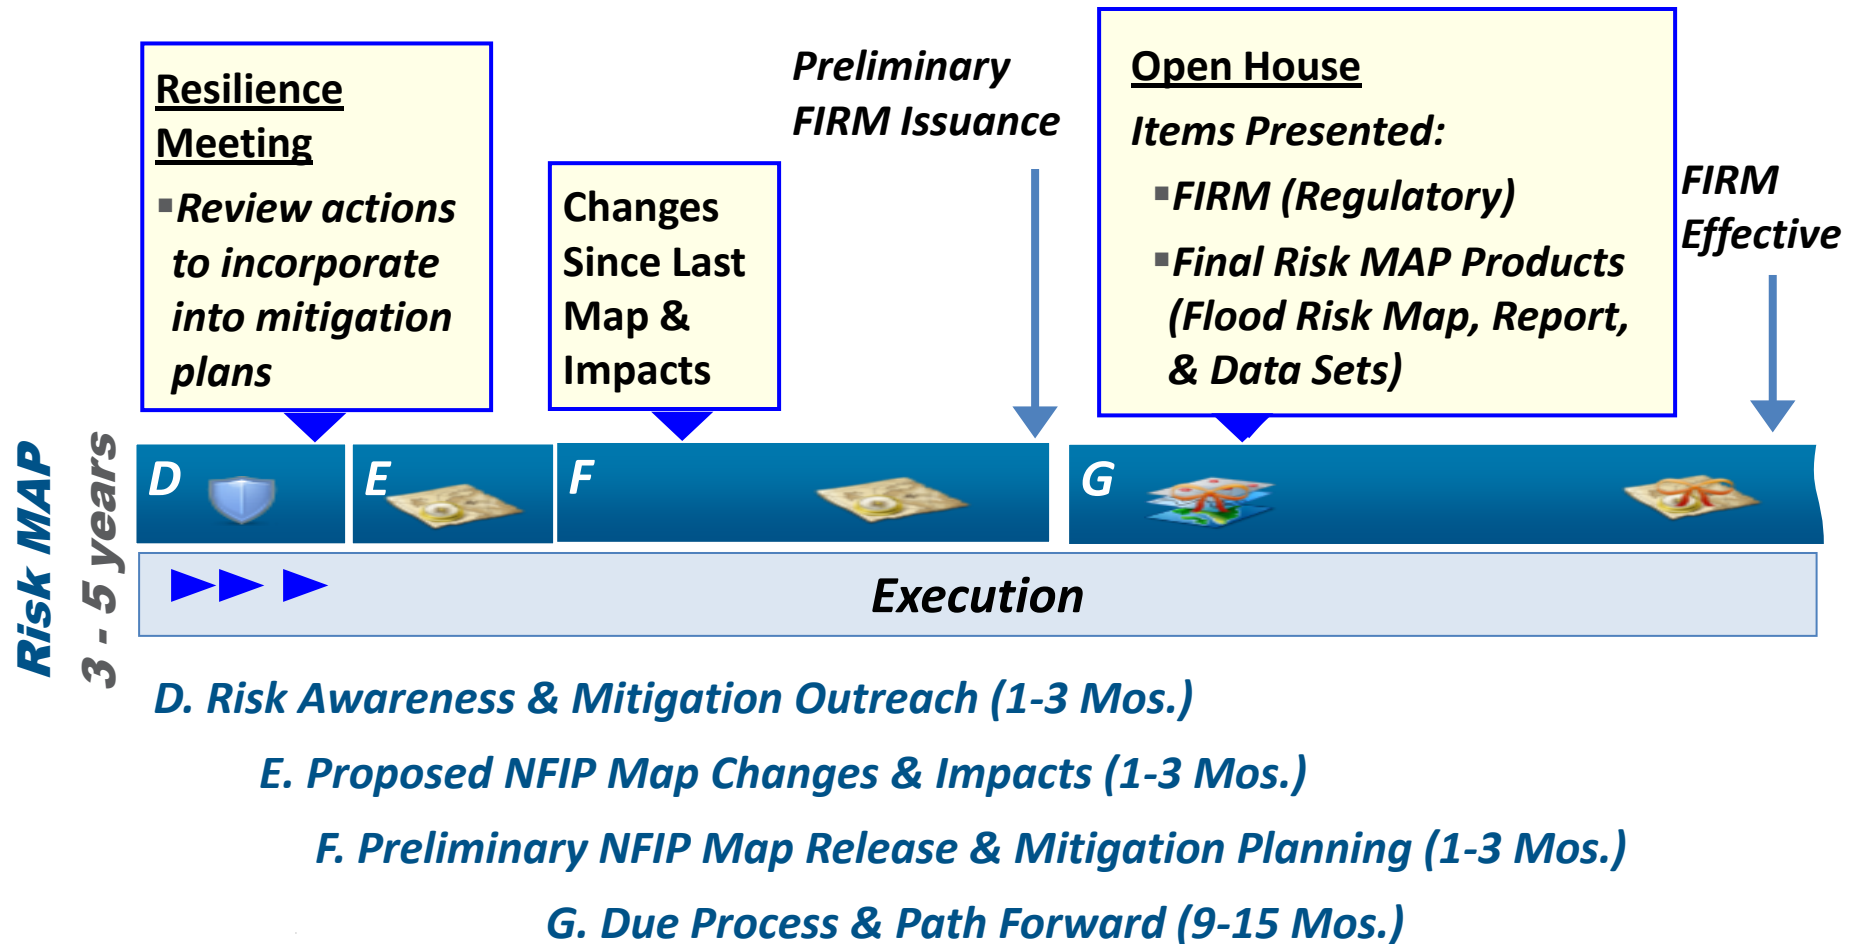 Resilience
Meeting
▪Review actions
to incorporate
into mitigation
plans
Changes
Since Last
Map &
Impacts
Preliminary
FIRM Issuance
Open House
Items Presented:
▪FIRM (Regulatory)
▪Final Risk MAP Products
(Flood Risk Map, Report,
& Data Sets)
FIRM
Effective
Risk MAP
3 - 5 years
D
E
F
G
Execution
D. Risk Awareness & Mitigation Outreach (1-3 Mos.)
E. Proposed NFIP Map Changes & Impacts (1-3 Mos.)
F. Preliminary NFIP Map Release & Mitigation Planning (1-3 Mos.)
G. Due Process & Path Forward (9-15 Mos.)